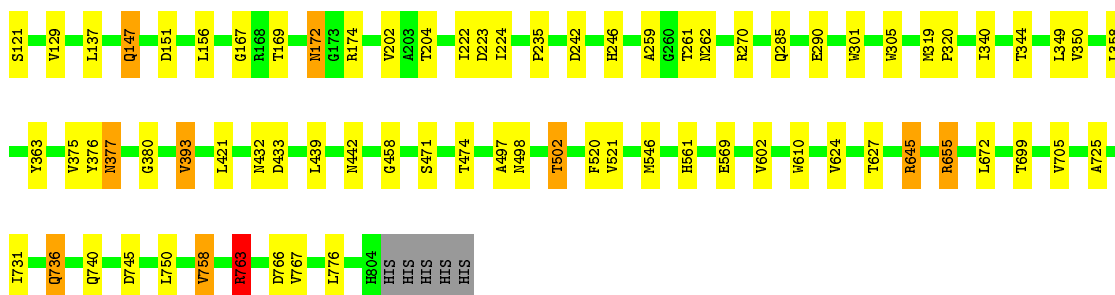 S121 V129 L137 Q147 D151 L156 G167 R168 T169 N172 G173 R174 V202 A203 T204 I222 D223 I224 P235 D242 H246 A259 G260 T261 N262 R270 Q285 E290 W301 W305 M319 P320 I340 T344 L349 V350
Y363 V375 Y376 N377 G380 V393 L421 N432 D433 L439 N442 G458 S471 T474 A497 N498 T502 F520 V521 M546 H561 E569 V602 W610 V624 T627 R645 R655 L672 T699 V705 A725
I731 Q736 Q740 D745 L750 V758 R763 D766 V767 L776 H804 HIS HIS HIS HIS HIS